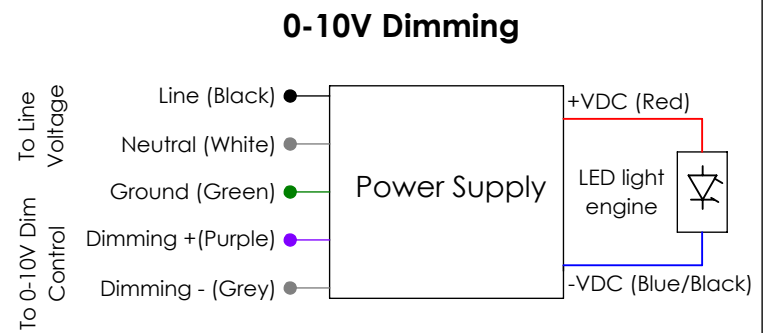 0-10V Dimming
To Line
Voltage
To 0-10V Dim
Control
Line (Black)
Neutral (White)
Ground (Green)
Dimming +(Purple)
Dimming - (Grey)
Power Supply
+VDC (Red)
LED light
engine
-VDC (Blue/Black)